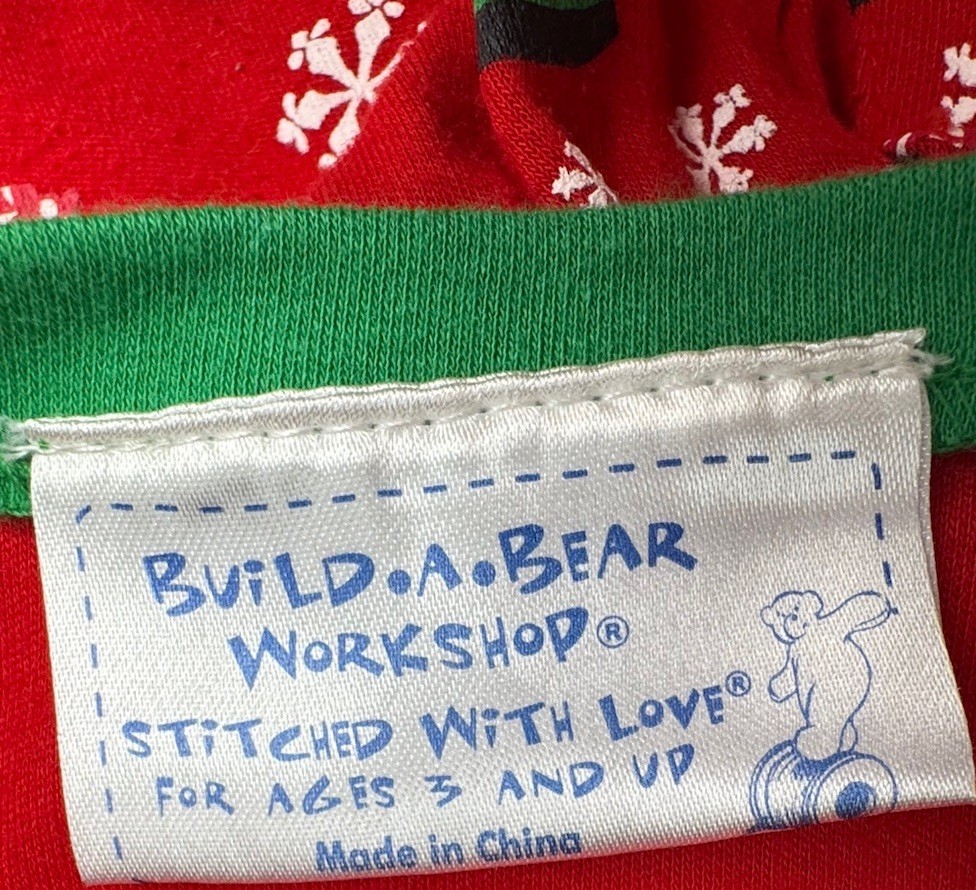 BUiLD•A•BEAR
WORKSHOP®
STiTCHED WiTH LOVE®
FOR AGES 3 AND UP
Made in China